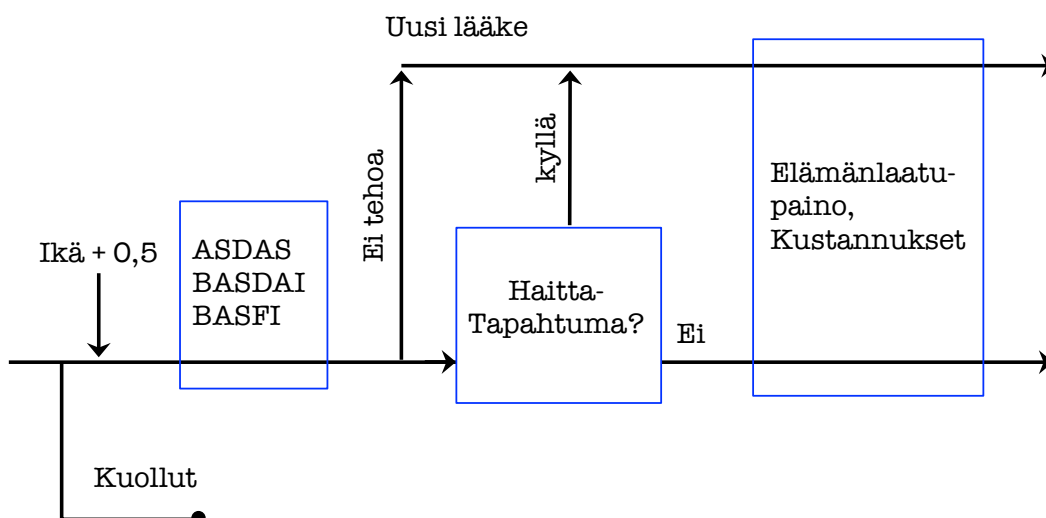 Uusi lääke
Ikä + 0,5
ASDAS
BASDAI
BASFI
Ei tehoa
kyllä
Haitta-
Tapahtuma?
Ei
Elämänlaatu-
paino,
Kustannukset
Kuollut